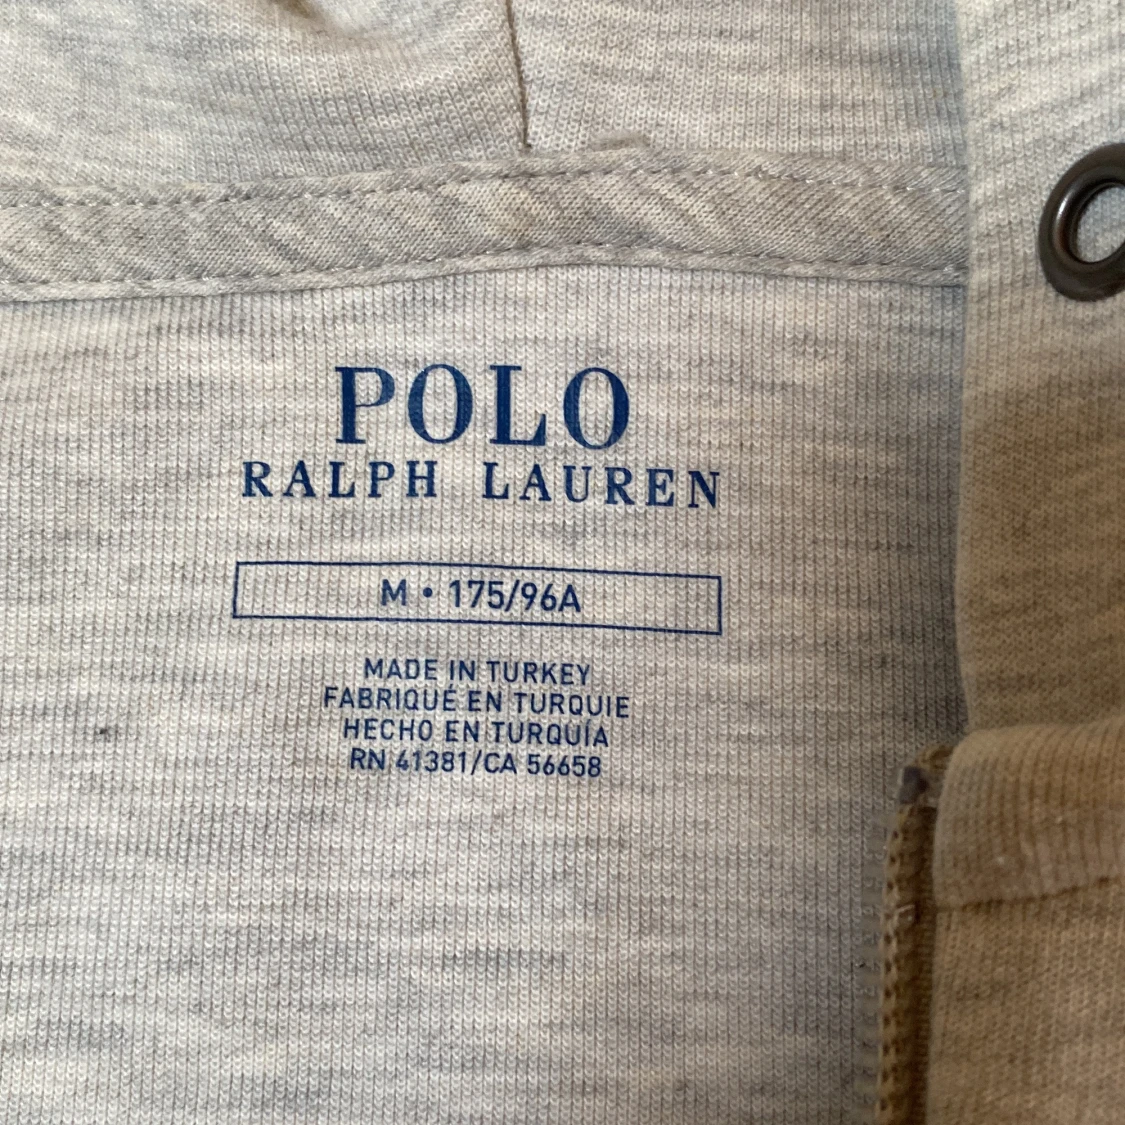 POLO
RALPH LAUREN
M • 175/96A
MADE IN TURKEY
FABRIQUÉ EN TURQUIE
HECHO EN TURQUÍA
RN 41381/CA 56658